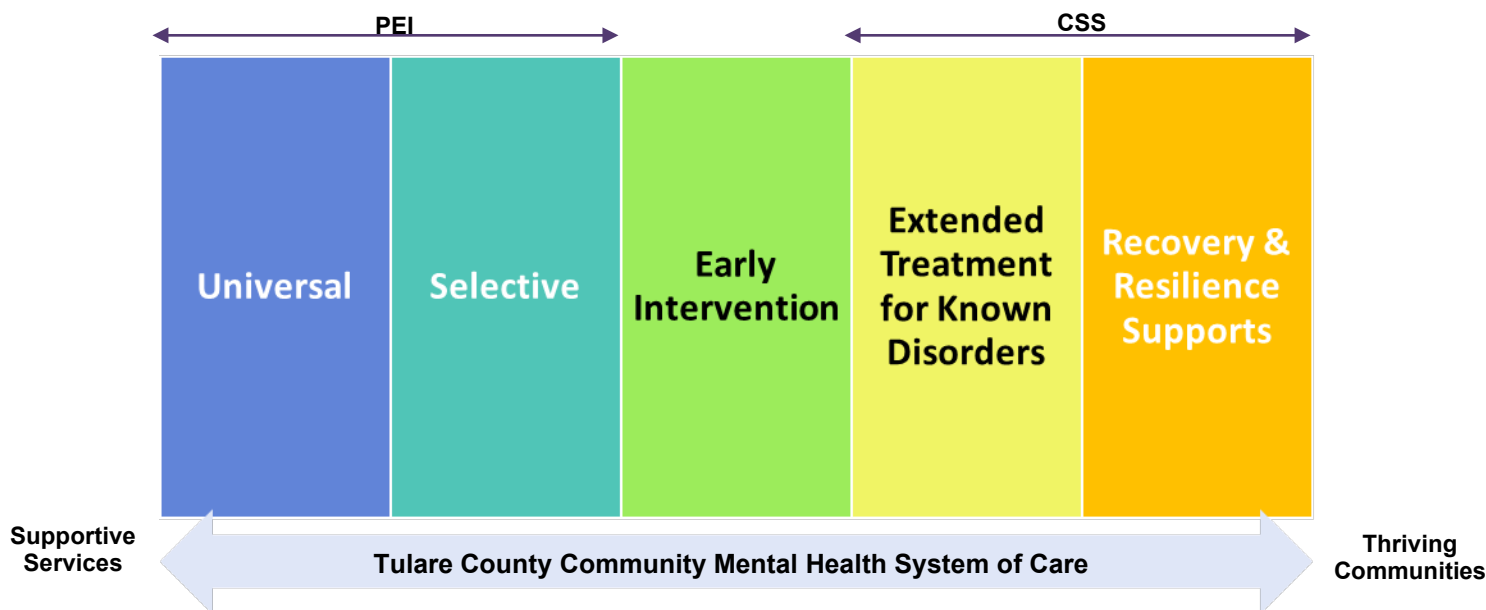 PEI
CSS
Universal
Selective
Early
Intervention
Extended
Treatment
for Known
Disorders
Recovery &
Resilience
Supports
Supportive
Services
Tulare County Community Mental Health System of Care
Thriving
Communities